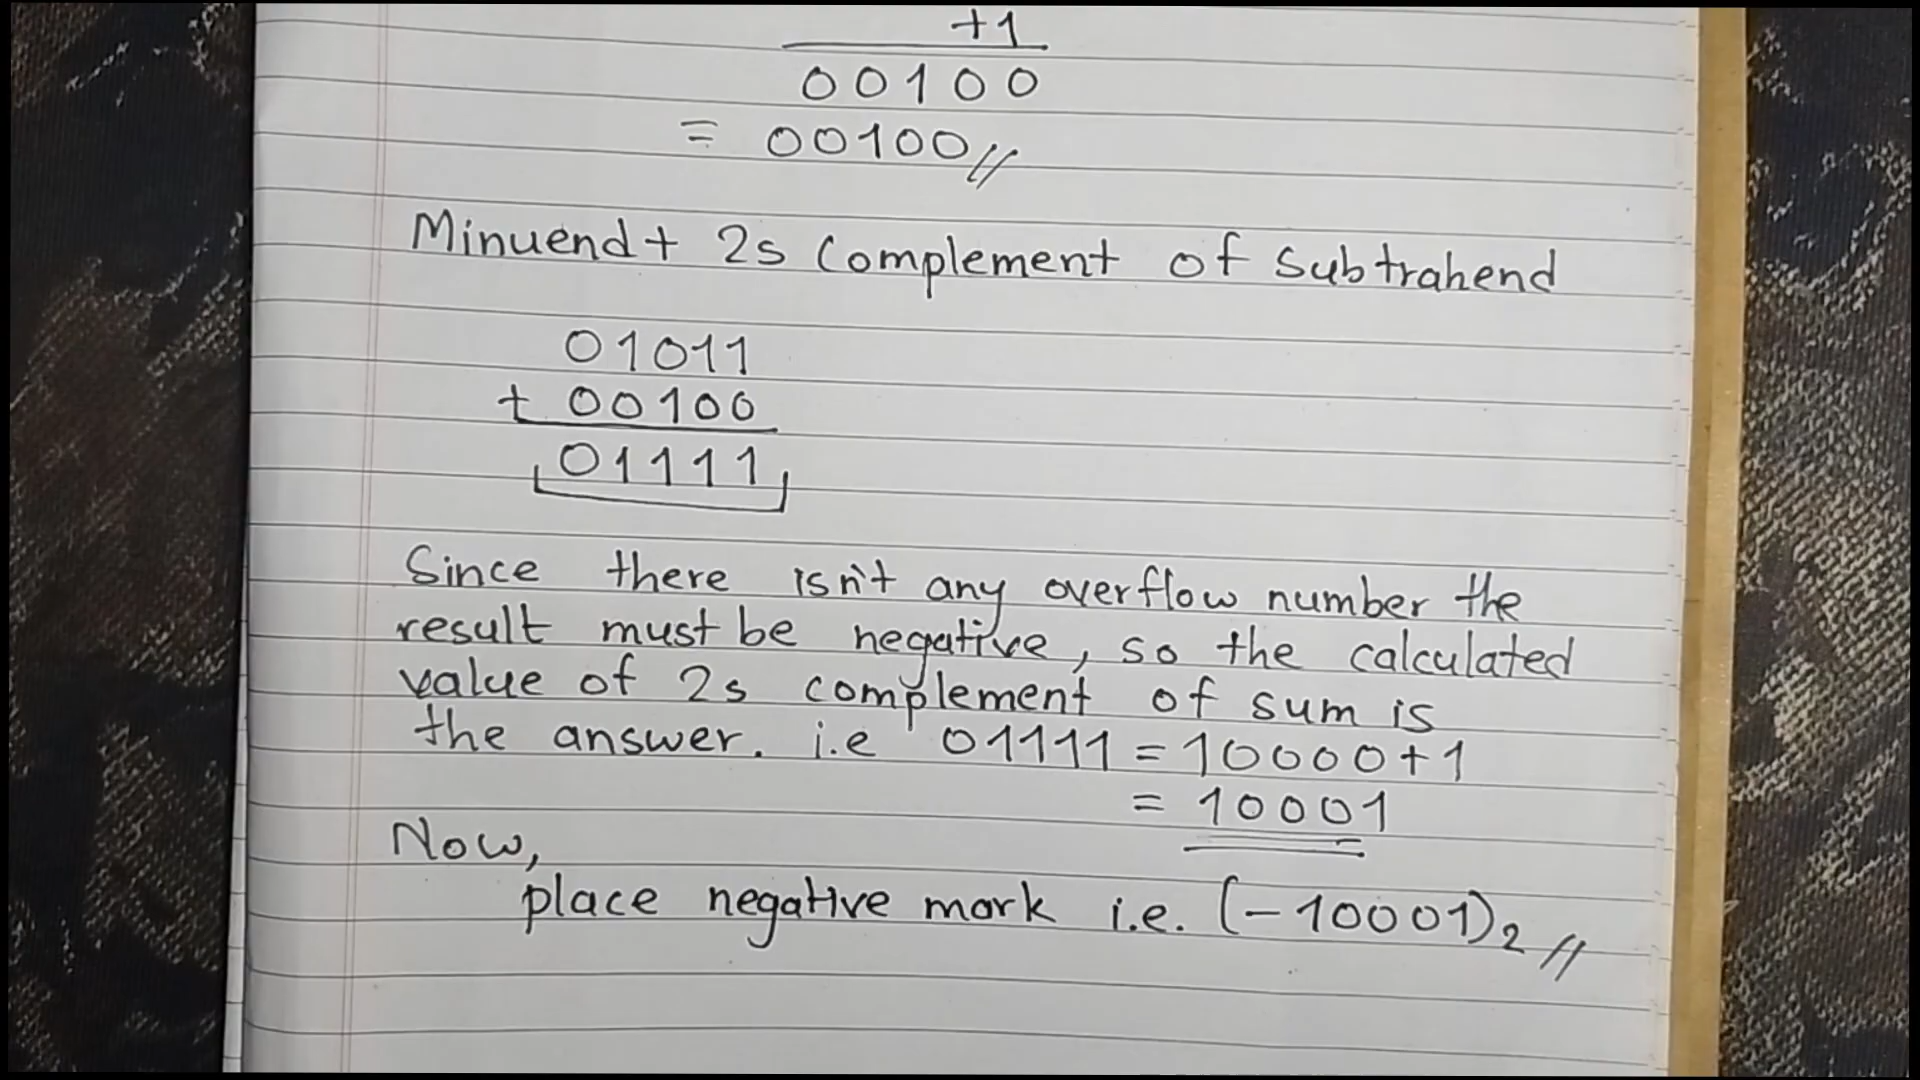 +1
00100
= 00100//
Minuend + 2s complement of subtrahend
01011
+ 00100
01111
Since there isn't any overflow number the
result must be negative, so the calculated
value of 2s complement of sum is
the answer. i.e 01111 = 10000+1
= 10001
Now,
place negative mark i.e. (-10001)₂//